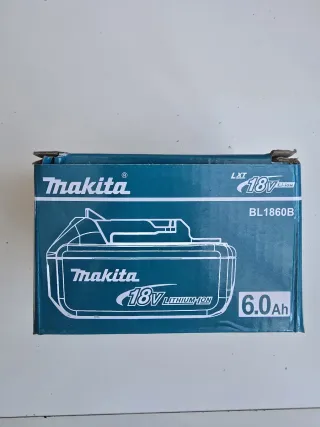 makita®
LXT 18V
BL1860B
makita
18V LITHIUM-ION
6.0Ah